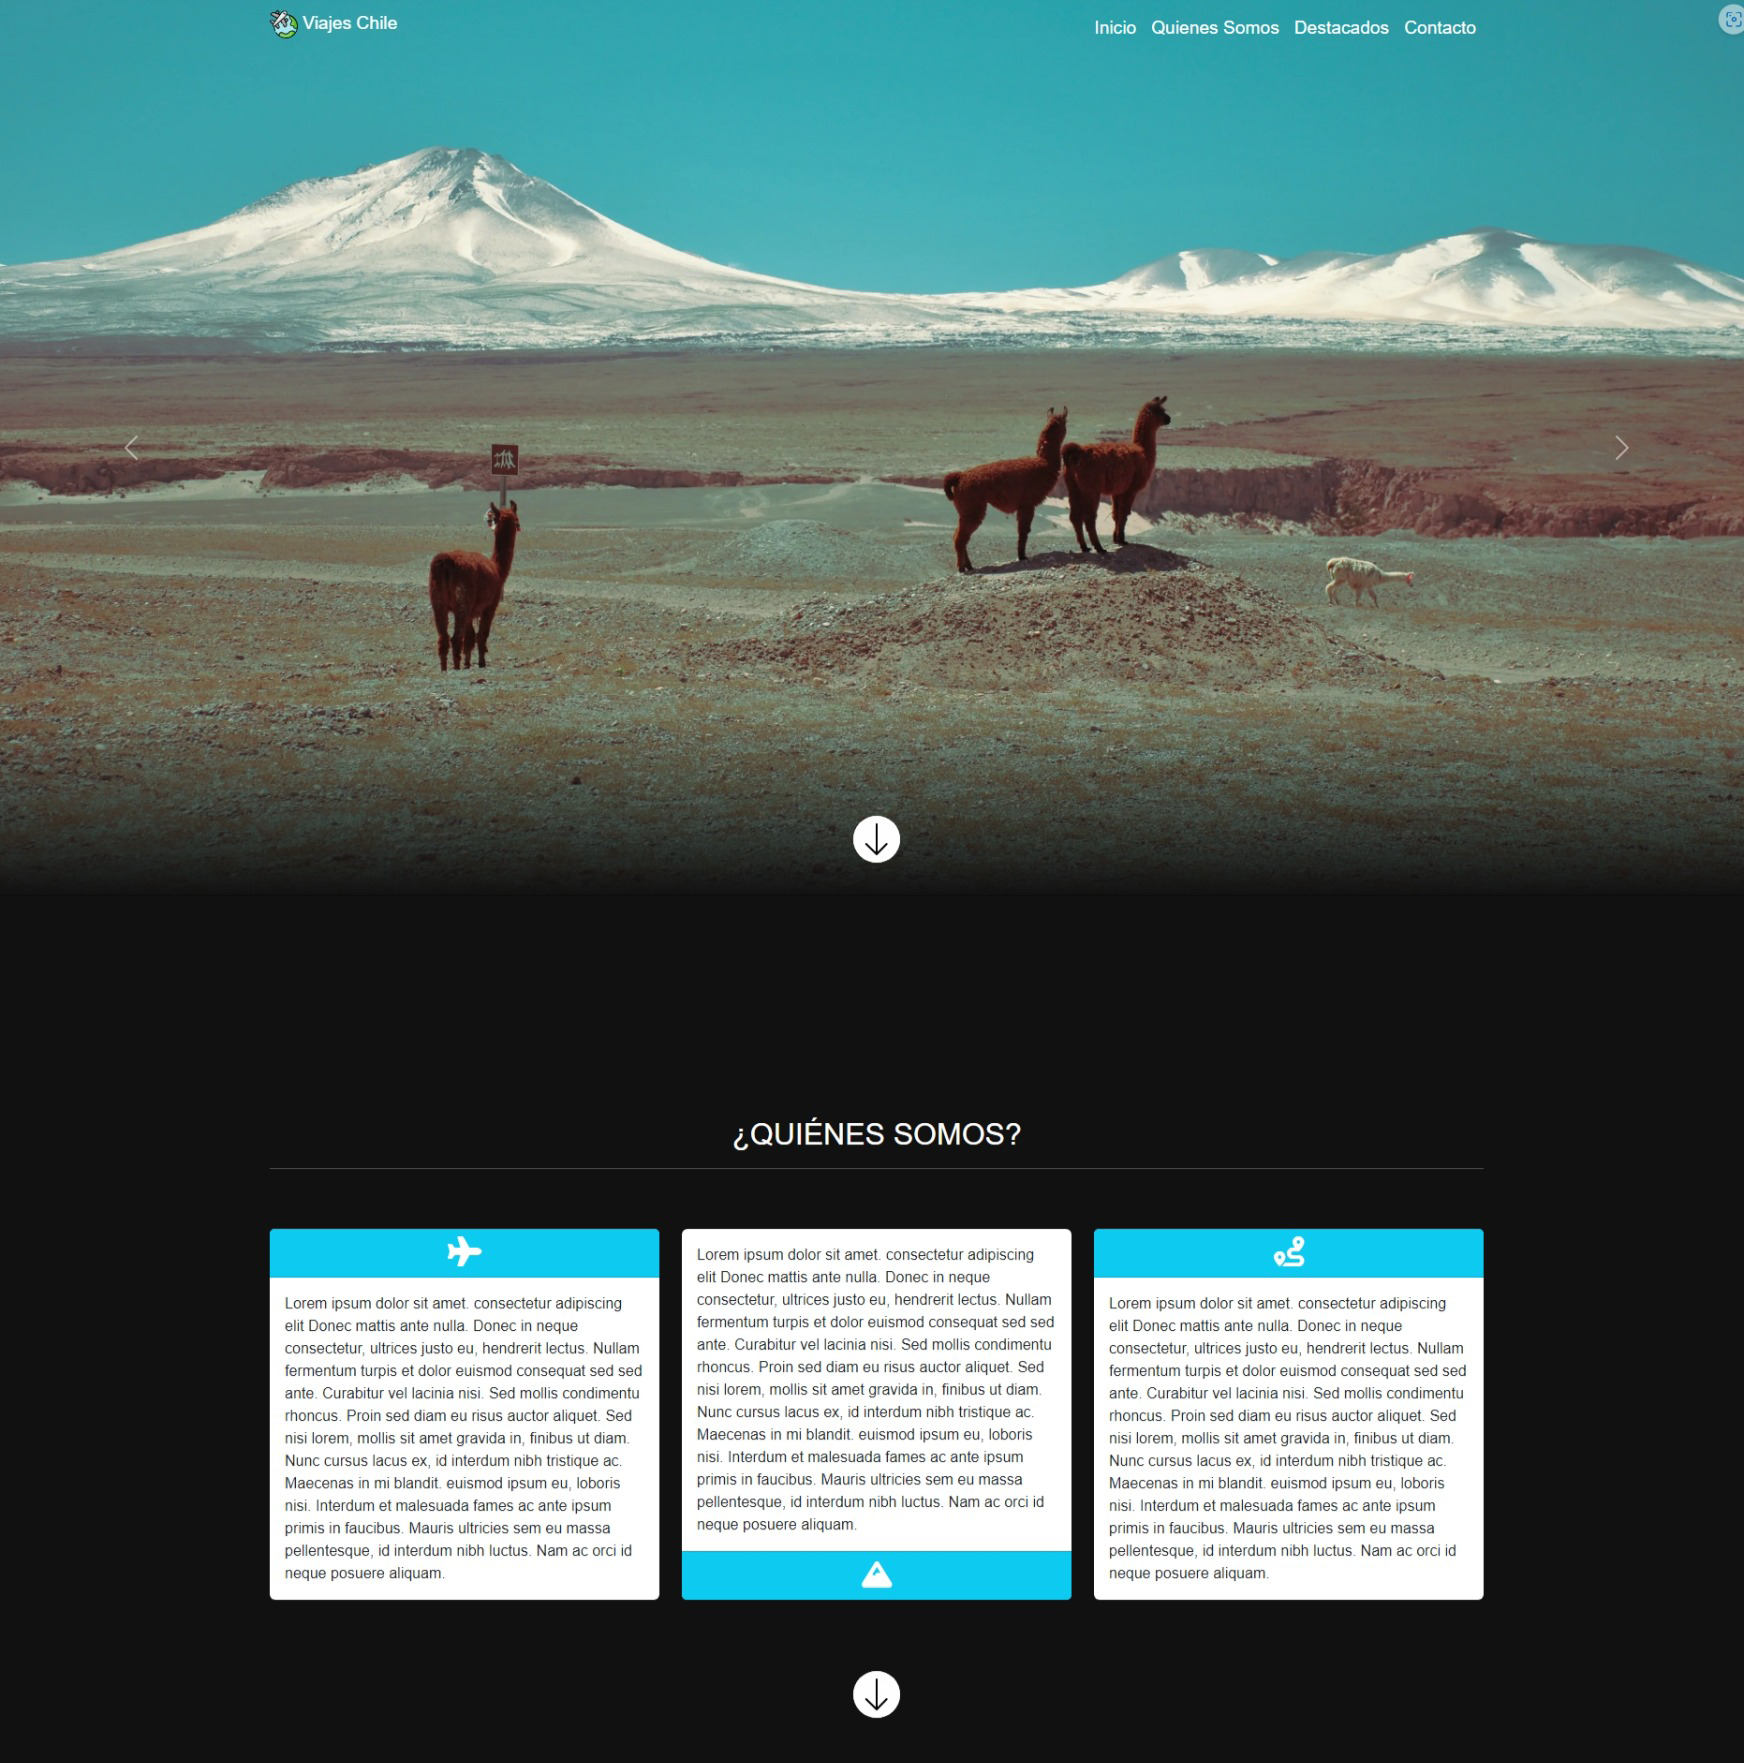 Viajes Chile
Inicio Quienes Somos Destacados Contacto
¿QUIÉNES SOMOS?
Lorem ipsum dolor sit amet. consectetur adipiscing
elit Donec mattis ante nulla. Donec in neque
consectetur, ultrices justo eu, hendrerit lectus. Nullam
fermentum turpis et dolor euismod consequat sed sed
ante. Curabitur vel lacinia nisi. Sed mollis condimentu
rhoncus. Proin sed diam eu risus auctor aliquet. Sed
nisi lorem, mollis sit amet gravida in, finibus ut diam.
Nunc cursus lacus ex, id interdum nibh tristique ac.
Maecenas in mi blandit. euismod ipsum eu, loboris
nisi. Interdum et malesuada fames ac ante ipsum
primis in faucibus. Mauris ultricies sem eu massa
pellentesque, id interdum nibh luctus. Nam ac orci id
neque posuere aliquam.
Lorem ipsum dolor sit amet. consectetur adipiscing
elit Donec mattis ante nulla. Donec in neque
consectetur, ultrices justo eu, hendrerit lectus. Nullam
fermentum turpis et dolor euismod consequat sed sed
ante. Curabitur vel lacinia nisi. Sed mollis condimentu
rhoncus. Proin sed diam eu risus auctor aliquet. Sed
nisi lorem, mollis sit amet gravida in, finibus ut diam.
Nunc cursus lacus ex, id interdum nibh tristique ac.
Maecenas in mi blandit. euismod ipsum eu, loboris
nisi. Interdum et malesuada fames ac ante ipsum
primis in faucibus. Mauris ultricies sem eu massa
pellentesque, id interdum nibh luctus. Nam ac orci id
neque posuere aliquam.
Lorem ipsum dolor sit amet. consectetur adipiscing
elit Donec mattis ante nulla. Donec in neque
consectetur, ultrices justo eu, hendrerit lectus. Nullam
fermentum turpis et dolor euismod consequat sed sed
ante. Curabitur vel lacinia nisi. Sed mollis condimentu
rhoncus. Proin sed diam eu risus auctor aliquet. Sed
nisi lorem, mollis sit amet gravida in, finibus ut diam.
Nunc cursus lacus ex, id interdum nibh tristique ac.
Maecenas in mi blandit. euismod ipsum eu, loboris
nisi. Interdum et malesuada fames ac ante ipsum
primis in faucibus. Mauris ultricies sem eu massa
pellentesque, id interdum nibh luctus. Nam ac orci id
neque posuere aliquam.